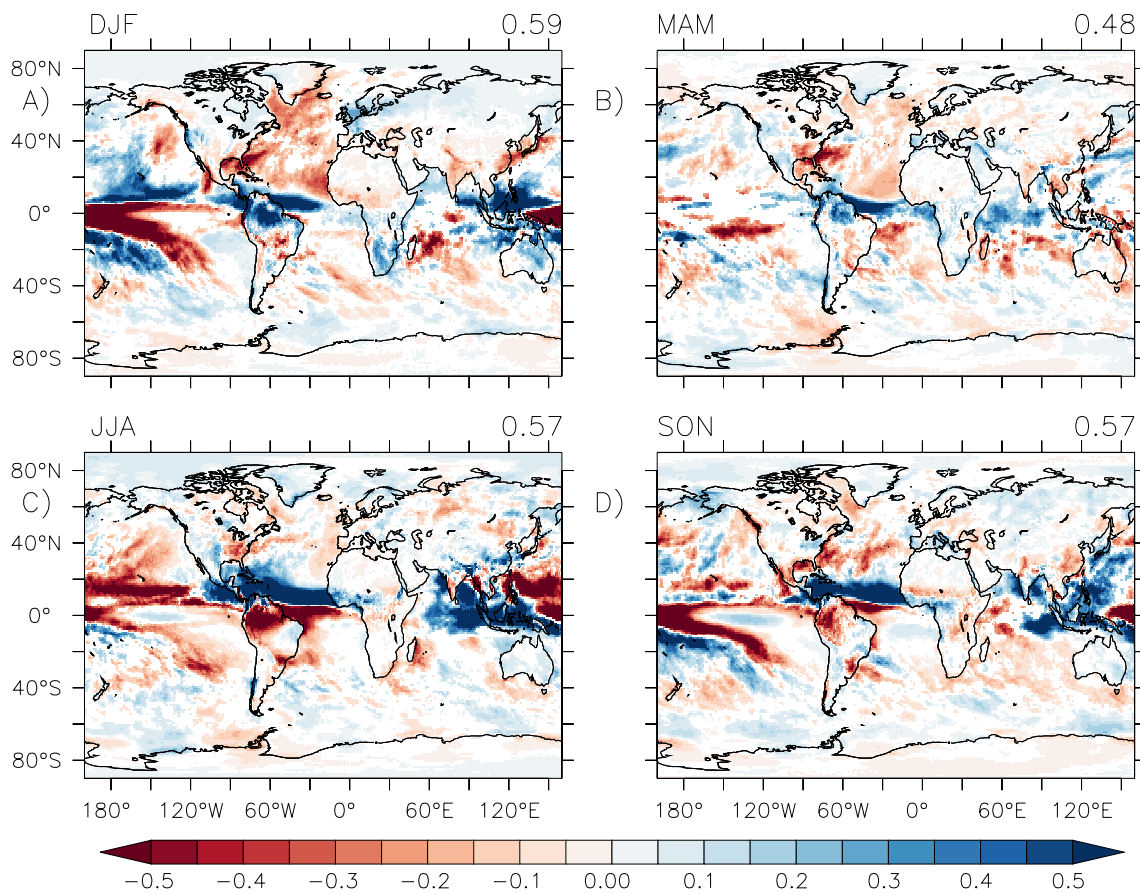 DJF 0.59 MAM 0.48
80°N
A) B)
40°N
0°
40°S
80°S
JJA 0.57 SON 0.57
80°N
C) D)
40°N
0°
40°S
80°S
180° 120°W 60°W 0° 60°E 120°E 180° 120°W 60°W 0° 60°E 120°E
−0.5 −0.4 −0.3 −0.2 −0.1 0.00 0.1 0.2 0.3 0.4 0.5